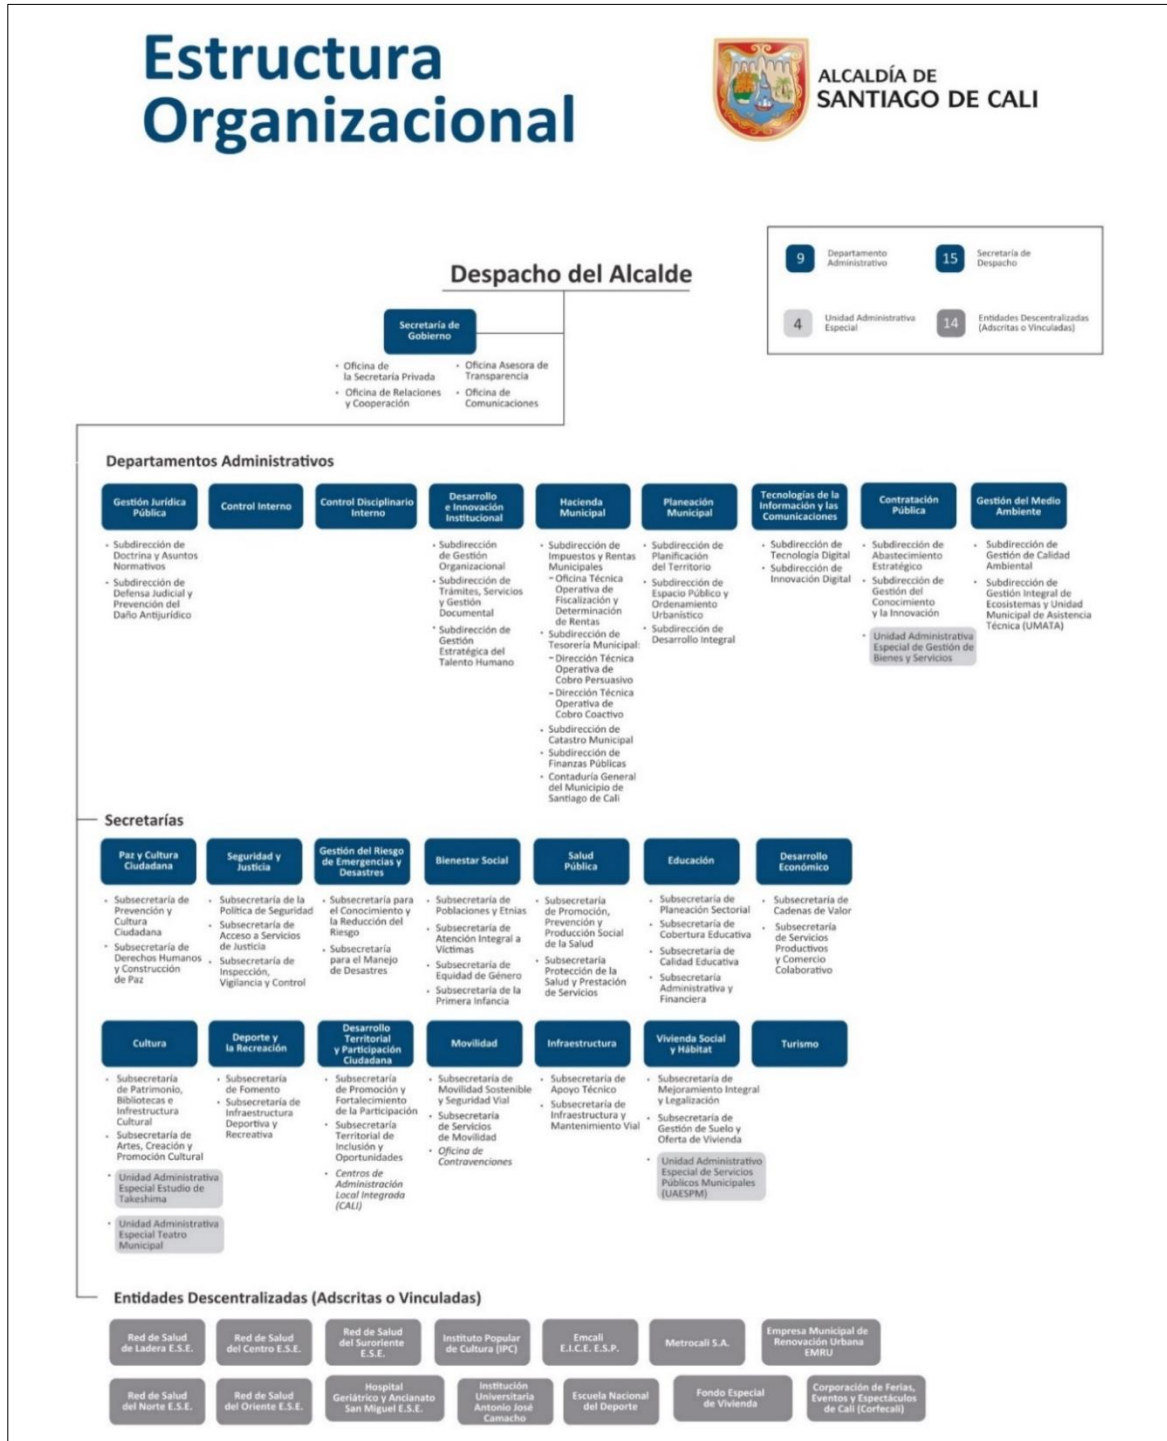 Estructura
Organizacional
ALCALDÍA DE
SANTIAGO DE CALI
9
Departamento
Administrativo
15
Secretaría de
Despacho
4
Unidad Administrativa
Especial
14
Entidades Descentralizadas
(Adscritas o Vinculadas)
Despacho del Alcalde
Secretaría de
Gobierno
· Oficina de
la Secretaría Privada
· Oficina de Relaciones
y Cooperación
· Oficina Asesora de
Transparencia
· Oficina de
Comunicaciones
Departamentos Administrativos
Gestión Jurídica
Pública
· Subdirección de
Doctrina y Asuntos
Normativos
· Subdirección de
Defensa Judicial y
Prevención del
Daño Antijurídico
Control Interno
Control Disciplinario
Interno
Desarrollo
e Innovación
Institucional
· Subdirección
de Gestión
Organizacional
· Subdirección de
Trámites, Servicios
y Gestión
Documental
· Subdirección de
Gestión
Estratégica del
Talento Humano
Hacienda
Municipal
· Subdirección de
Impuestos y Rentas
Municipales
- Oficina Técnica
Operativa de
Fiscalización y
Determinación
de Rentas
· Subdirección de
Tesorería Municipal:
- Dirección Técnica
Operativa de
Cobro Persuasivo
- Dirección Técnica
Operativa de
Cobro Coactivo
· Subdirección de
Catastro Municipal
· Subdirección de
Finanzas Públicas
· Contaduría General
del Municipio de
Santiago de Cali
Planeación
Municipal
· Subdirección de
Planificación
del Territorio
· Subdirección de
Espacio Público y
Ordenamiento
Urbanístico
· Subdirección de
Desarrollo Integral
Tecnologías de la
Información y las
Comunicaciones
· Subdirección de
Tecnología Digital
· Subdirección de
Innovación Digital
Contratación
Pública
· Subdirección de
Abastecimiento
Estratégico
· Subdirección de
Gestión del
Conocimiento
y la Innovación
· Unidad Administrativa
Especial de Gestión de
Bienes y Servicios
Gestión del Medio
Ambiente
· Subdirección de
Gestión de Calidad
Ambiental
· Subdirección de
Gestión Integral de
Ecosistemas y Unidad
Municipal de Asistencia
Técnica (UMATA)
Secretarías
Paz y Cultura
Ciudadana
· Subsecretaría de
Prevención y
Cultura
Ciudadana
· Subsecretaría de
Derechos Humanos
y Construcción
de Paz
Seguridad y
Justicia
· Subsecretaría de la
Política de Seguridad
· Subsecretaría de
Acceso a Servicios
de Justicia
· Subsecretaría de
Inspección,
Vigilancia y Control
Gestión del Riesgo
de Emergencias y
Desastres
· Subsecretaría para
el Conocimiento y
la Reducción del
Riesgo
· Subsecretaría
para el Manejo
de Desastres
Bienestar Social
· Subsecretaría de
Poblaciones y Etnias
· Subsecretaría de
Atención Integral a
Víctimas
· Subsecretaría de
Equidad de Género
· Subsecretaría de la
Primera Infancia
Salud
Pública
· Subsecretaría
de Promoción,
Prevención y
Producción Social
de la Salud
· Subsecretaría
Protección de la
Salud y Prestación
de Servicios
Educación
· Subsecretaría de
Planeación Sectorial
· Subsecretaría de
Cobertura Educativa
· Subsecretaría de
Calidad Educativa
· Subsecretaría
Administrativa y
Financiera
Desarrollo
Económico
· Subsecretaría de
Cadenas de Valor
· Subsecretaría
de Servicios
Productivos
y Comercio
Colaborativo
Cultura
· Subsecretaría
de Patrimonio,
Bibliotecas e
Infrestructura
Cultural
· Subsecretaría de
Artes, Creación y
Promoción Cultural
· Unidad Administrativa
Especial Estudio de
Takeshima
· Unidad Administrativa
Especial Teatro
Municipal
Deporte y
la Recreación
· Subsecretaría
de Fomento
· Subsecretaría de
Infraestructura
Deportiva y
Recreativa
Desarrollo
Territorial
y Participación
Ciudadana
· Subsecretaría
de Promoción y
Fortalecimiento
de la Participación
· Subsecretaría
Territorial de
Inclusión y
Oportunidades
· Centros de
Administración
Local Integrada
(CALI)
Movilidad
· Subsecretaría de
Movilidad Sostenible
y Seguridad Vial
· Subsecretaría
de Servicios
de Movilidad
· Oficina de
Contravenciones
Infraestructura
· Subsecretaría de
Apoyo Técnico
· Subsecretaría de
Infraestructura y
Mantenimiento Vial
Vivienda Social
y Hábitat
· Subsecretaría de
Mejoramiento Integral
y Legalización
· Subsecretaría de
Gestión de Suelo y
Oferta de Vivienda
· Unidad Administrativo
Especial de Servicios
Públicos Municipales
(UAESPM)
Turismo
Entidades Descentralizadas (Adscritas o Vinculadas)
Red de Salud
de Ladera E.S.E.
Red de Salud
del Centro E.S.E.
Red de Salud
del Suroriente
E.S.E.
Instituto Popular
de Cultura (IPC)
Emcali
E.I.C.E. E.S.P.
Metrocali S.A.
Empresa Municipal de
Renovación Urbana
EMRU
Red de Salud
del Norte E.S.E.
Red de Salud
del Oriente E.S.E.
Hospital
Geriátrico y Ancianato
San Miguel E.S.E.
Institución
Universitaria
Antonio José
Camacho
Escuela Nacional
del Deporte
Fondo Especial
de Vivienda
Corporación de Ferias,
Eventos y Espectáculos
de Cali (Corfecali)